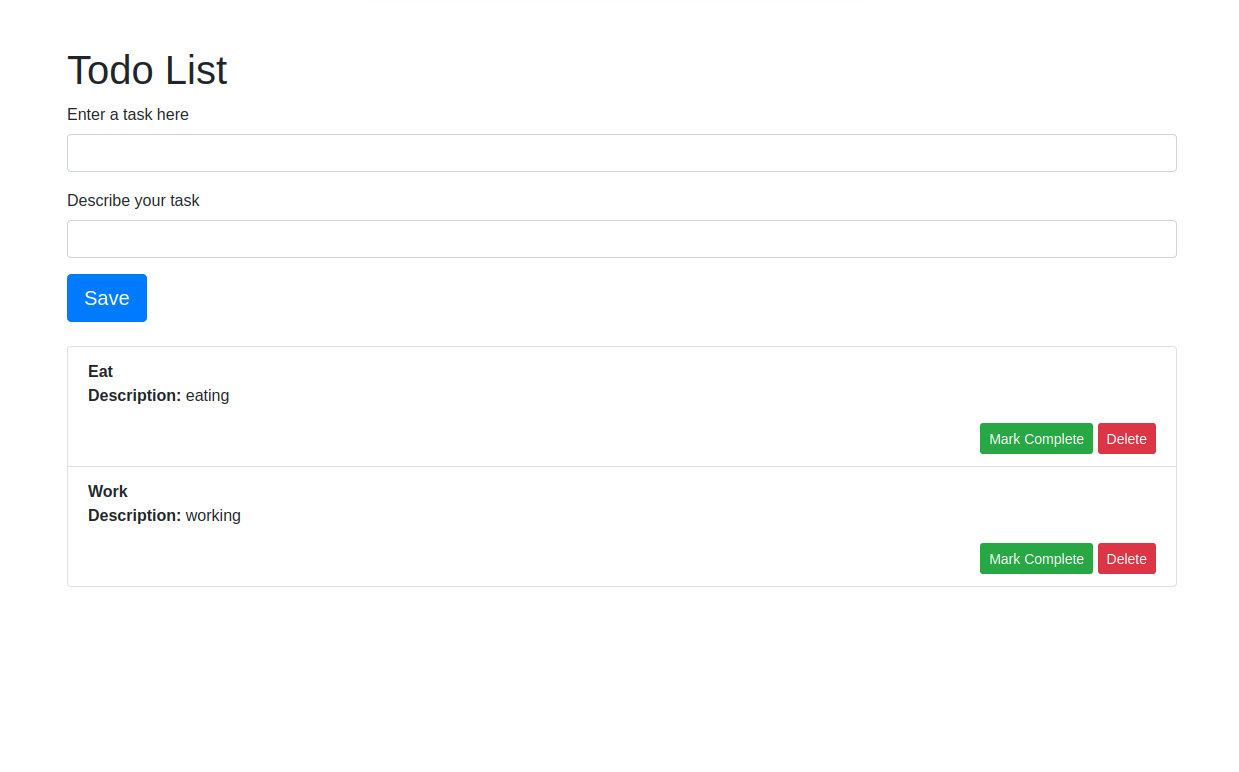 Todo List
Enter a task here
Describe your task
Save
Eat
Description: eating
Mark Complete Delete
Work
Description: working
Mark Complete Delete